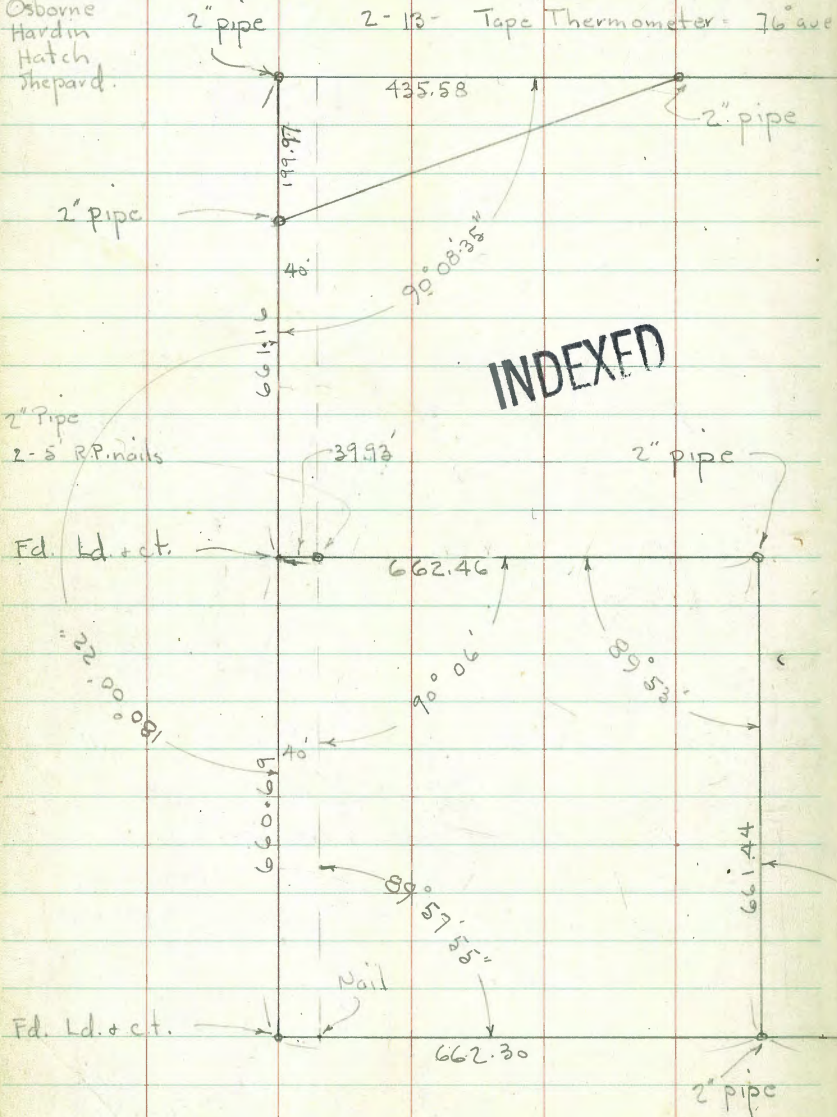 Osborne
Hardin
Hatch
Shepard.
2" pipe
2-13- Tape Thermometer = 76° ave
435.58
2" pipe
199.97
2" pipe
40'
90° 08' 35"
661.16
INDEXED
2" Pipe
2-5' R.P. nails
39.93'
2" pipe
Fd. Ld. & c.t.
662.46
90° 06'
89° 53'
180° 00' 22"
40'
660.69
661.44
89° 57' 55"
Nail
Fd. Ld. & c.t.
662.30
2" pipe